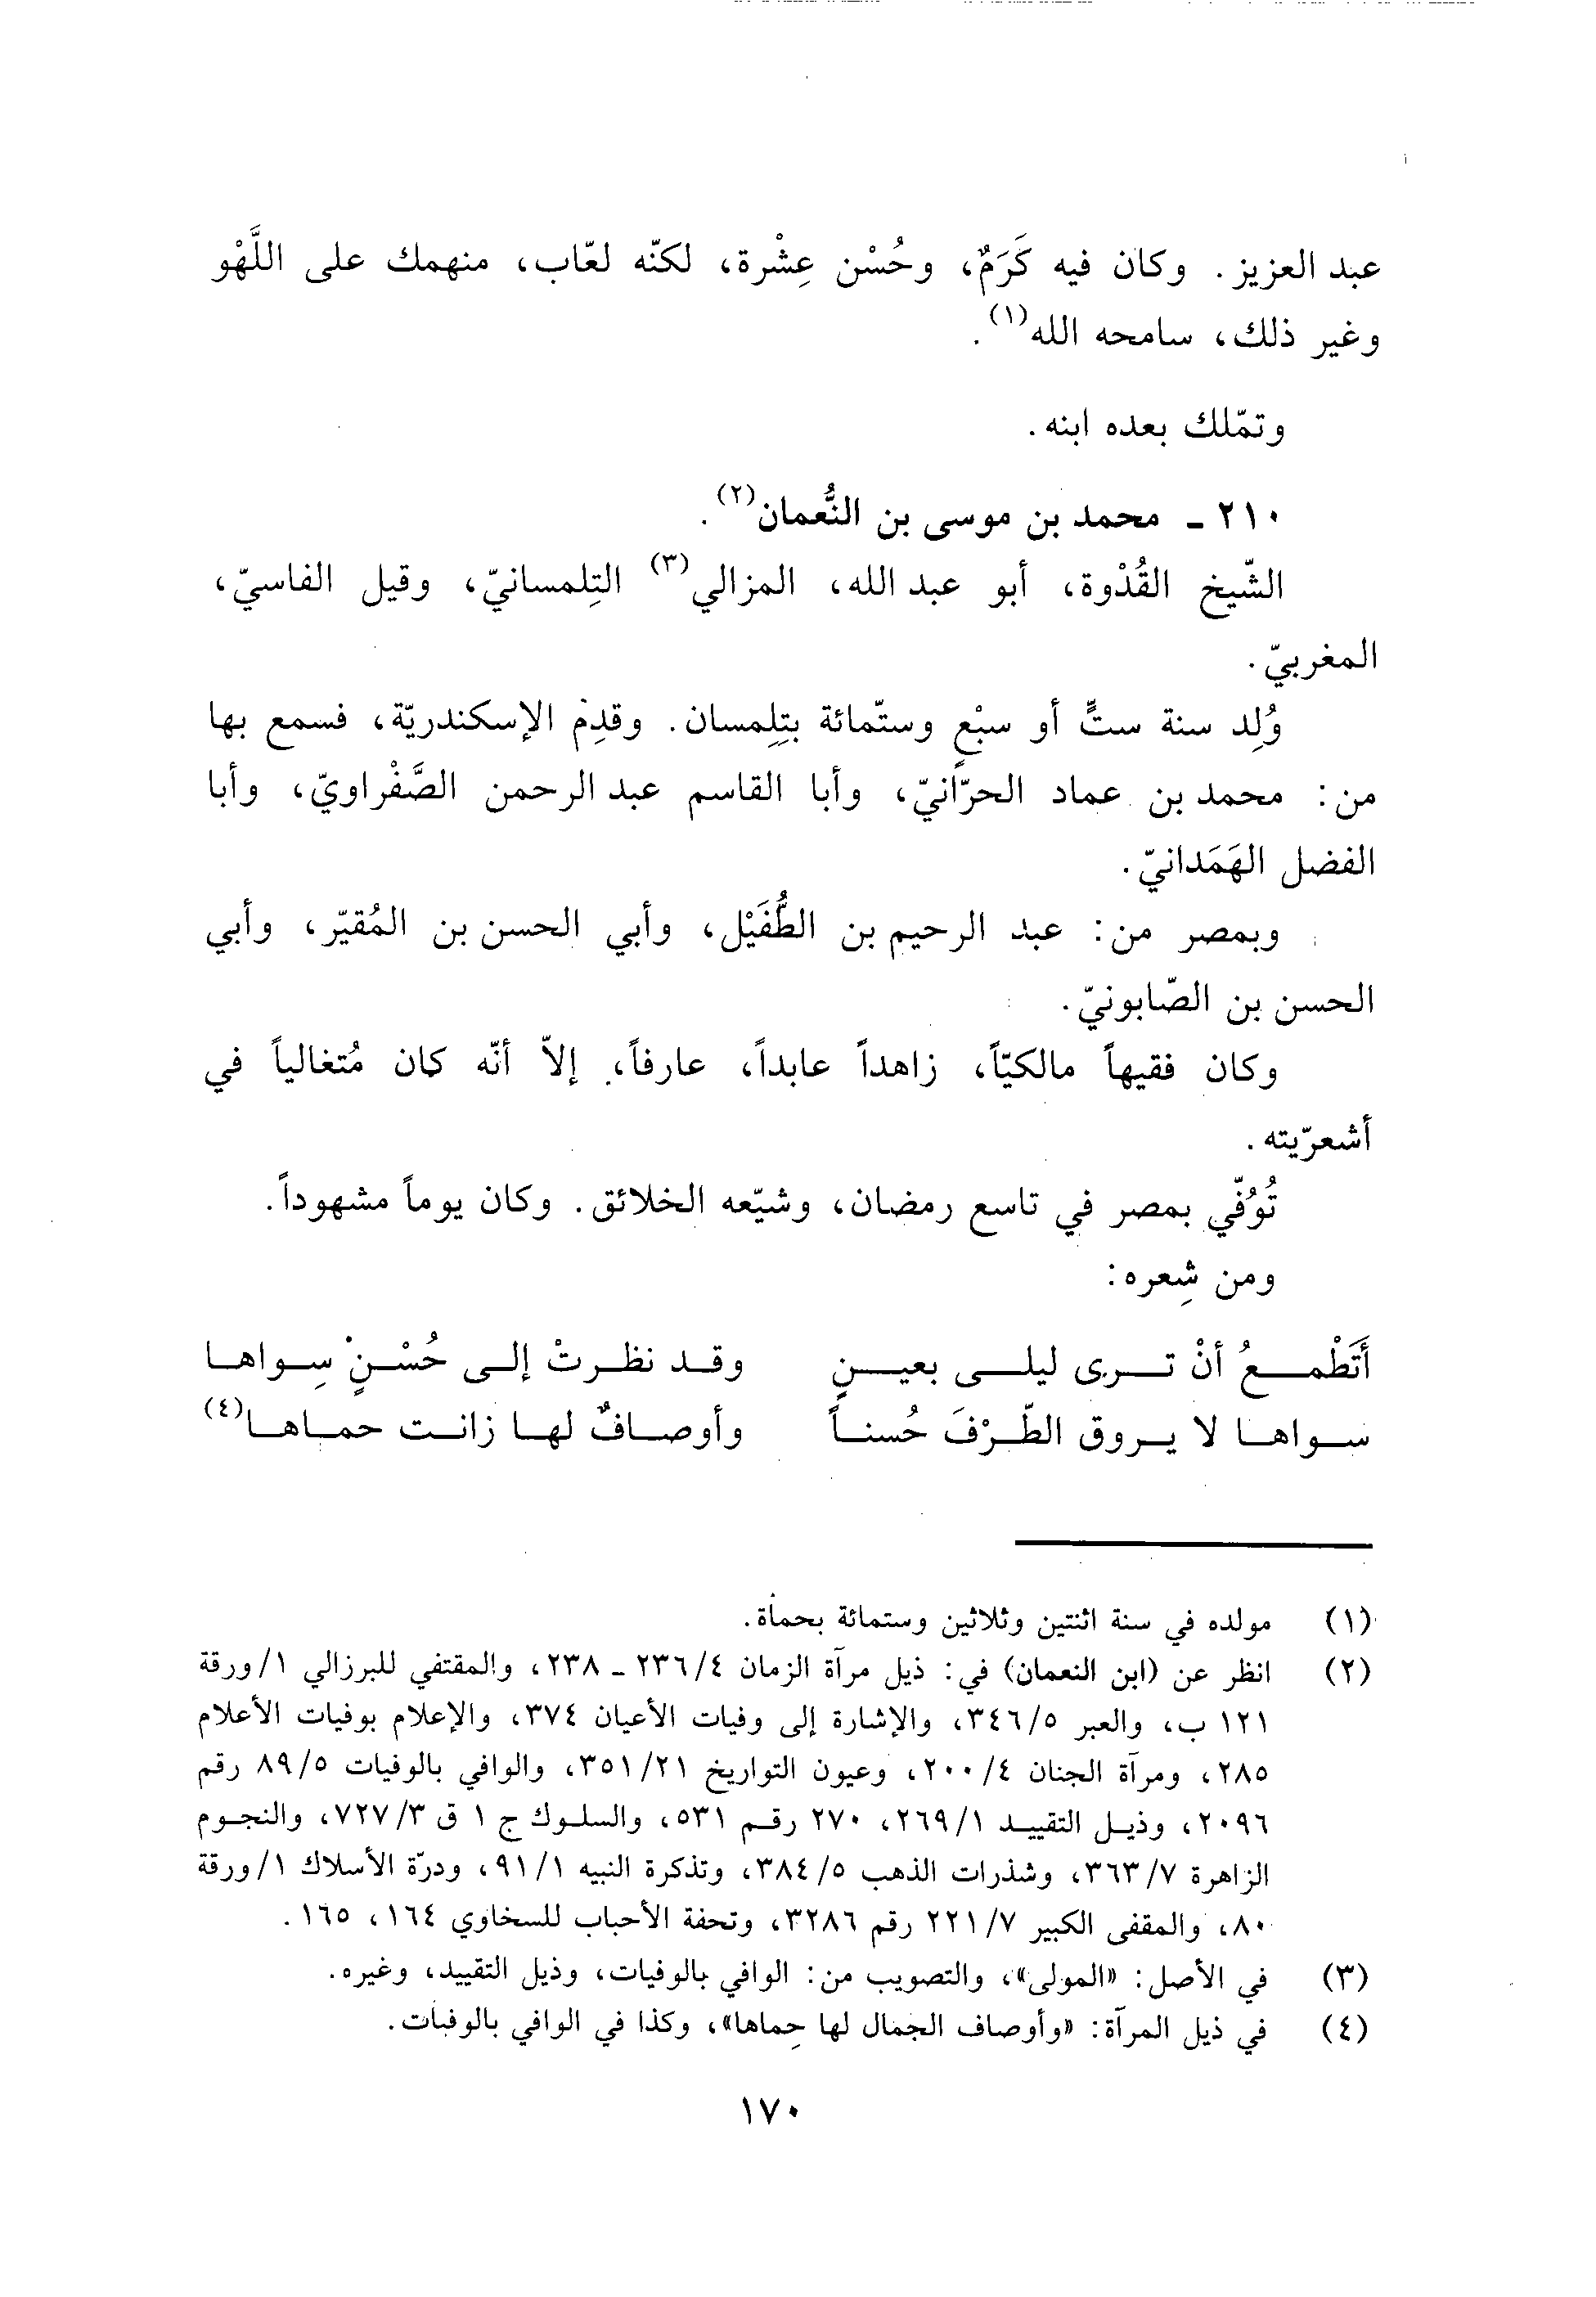 عبد العزيز. وكان فيه كَرَمٌ، وحُسْن عِشْرة، لكنّه لعّاب، منهمك على اللَّهْو
وغير ذلك، سامحه الله(١).
وتمّلك بعده ابنه.
٢١٠ ـ محمد بن موسى بن النُّعمان(٢).
الشّيخ القُدْوة، أبو عبد الله، المزالي(٣) التِلمسانيّ، وقيل الفاسيّ،
المغربيّ.
وُلِد سنة ستٍّ أو سبْعٍ وستّمائة بتِلِمسان. وقدِم الإسكندريّة، فسمع بها
من: محمد بن عماد الحرّانيّ، وأبا القاسم عبد الرحمن الصَّفْراويّ، وأبا
الفضل الهَمَدانيّ.
وبمصر من: عبد الرحيم بن الطُّفَيْل، وأبي الحسن بن المُقيّر، وأبي
الحسن بن الصّابونيّ.
وكان فقيهاً مالكيّاً، زاهداً عابداً، عارفاً، إلاّ أنّه كان مُتغالياً في
أشعرّيته.
تُوُفّي بمصر في تاسع رمضان، وشيّعه الخلائق. وكان يوماً مشهوداً.
ومن شِعره:
أَتَطْمـعُ أنْ تـرى ليلـى بعيـنٍ وقـد نظـرتْ إلـى حُسْـنٍ سِـواهـا
سـواهـا لا يـروق الطّـرْفَ حُسنـاً وأوصـافٌ لهـا زانـت حمـاهـا(٤)
(١) مولده في سنة اثنتين وثلاثين وستمائة بحماة.
(٢) انظر عن (ابن النعمان) في: ذيل مرآة الزمان ٤/٢٣٦ ـ ٢٣٨، والمقتفي للبرزالي ١/ورقة
١٢١ ب، والعبر ٥/٣٤٦، والإشارة إلى وفيات الأعيان ٣٧٤، والإعلام بوفيات الأعلام
٢٨٥، ومرآة الجنان ٤/٢٠٠، وعيون التواريخ ٢١/٣٥١، والوافي بالوفيات ٥/٨٩ رقم
٢٠٩٦، وذيـل التقييـد ١/٢٦٩، ٢٧٠ رقـم ٥٣١، والسلـوك ج ١ ق ٣/٧٢٧، والنجـوم
الزاهرة ٧/٣٦٣، وشذرات الذهب ٥/٣٨٤، وتذكرة النبيه ١/٩١، ودرّة الأسلاك ١/ورقة
٨٠، والمقفى الكبير ٧/٢٢١ رقم ٣٢٨٦، وتحفة الأحباب للسخاوي ١٦٤، ١٦٥.
(٣) في الأصل: «المولى»، والتصويب من: الوافي بالوفيات، وذيل التقييد، وغيره.
(٤) في ذيل المرآة: «وأوصاف الجمال لها حِماها»، وكذا في الوافي بالوفيات.
١٧٠